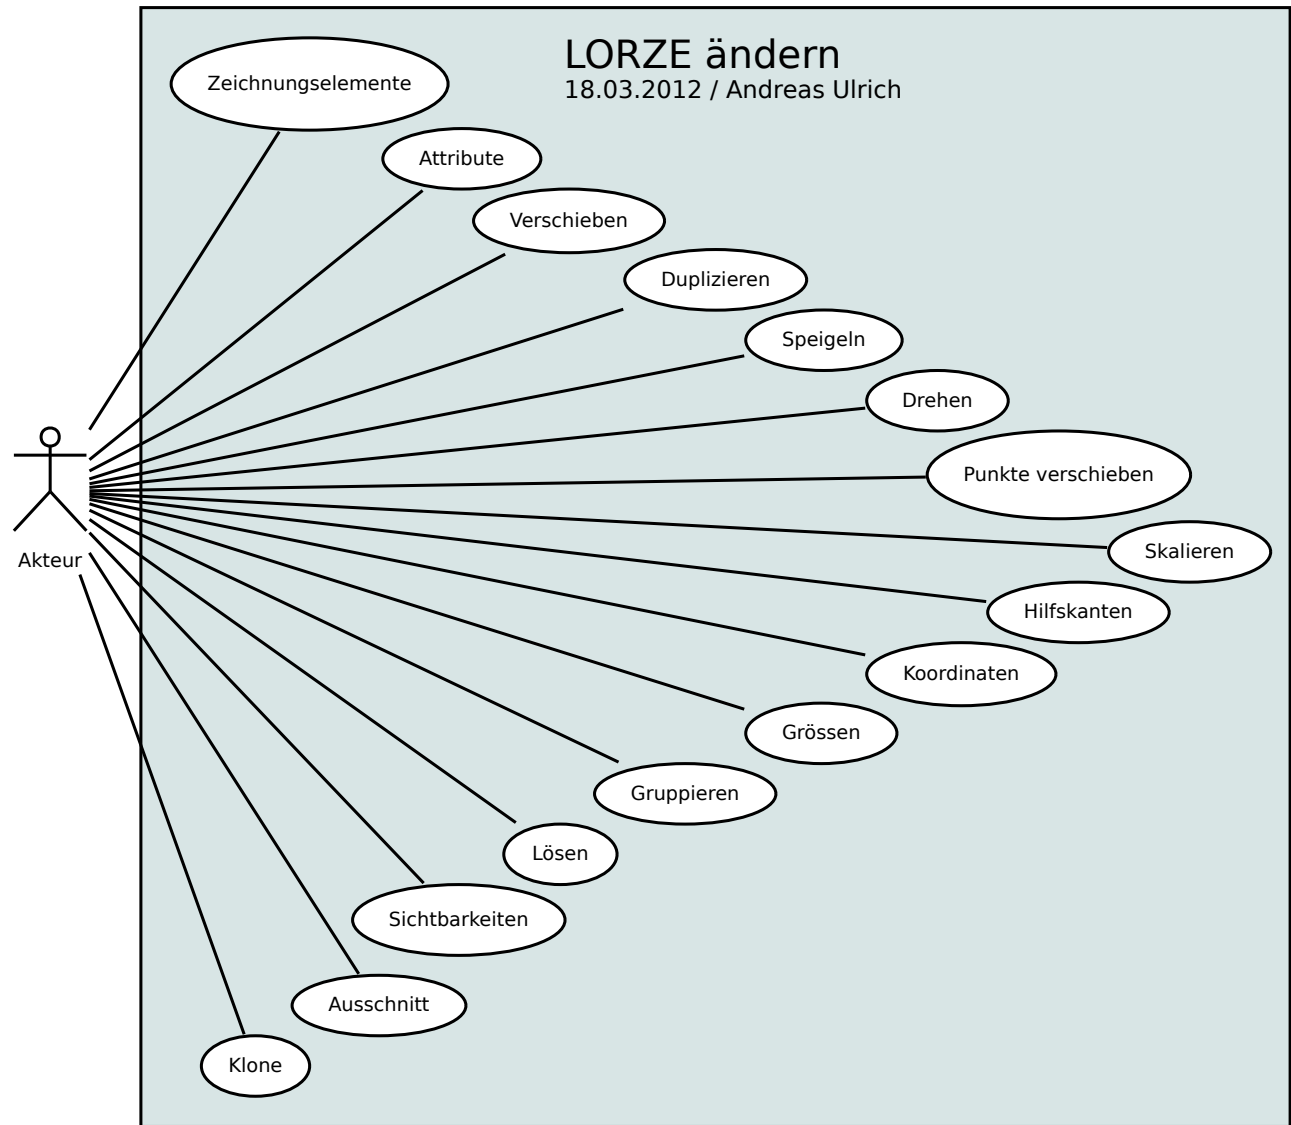 LORZE ändern
18.03.2012 / Andreas Ulrich
Zeichnungselemente
Attribute
Verschieben
Duplizieren
Speigeln
Drehen
Punkte verschieben
Skalieren
Akteur
Hilfskanten
Koordinaten
Grössen
Gruppieren
Lösen
Sichtbarkeiten
Ausschnitt
Klone